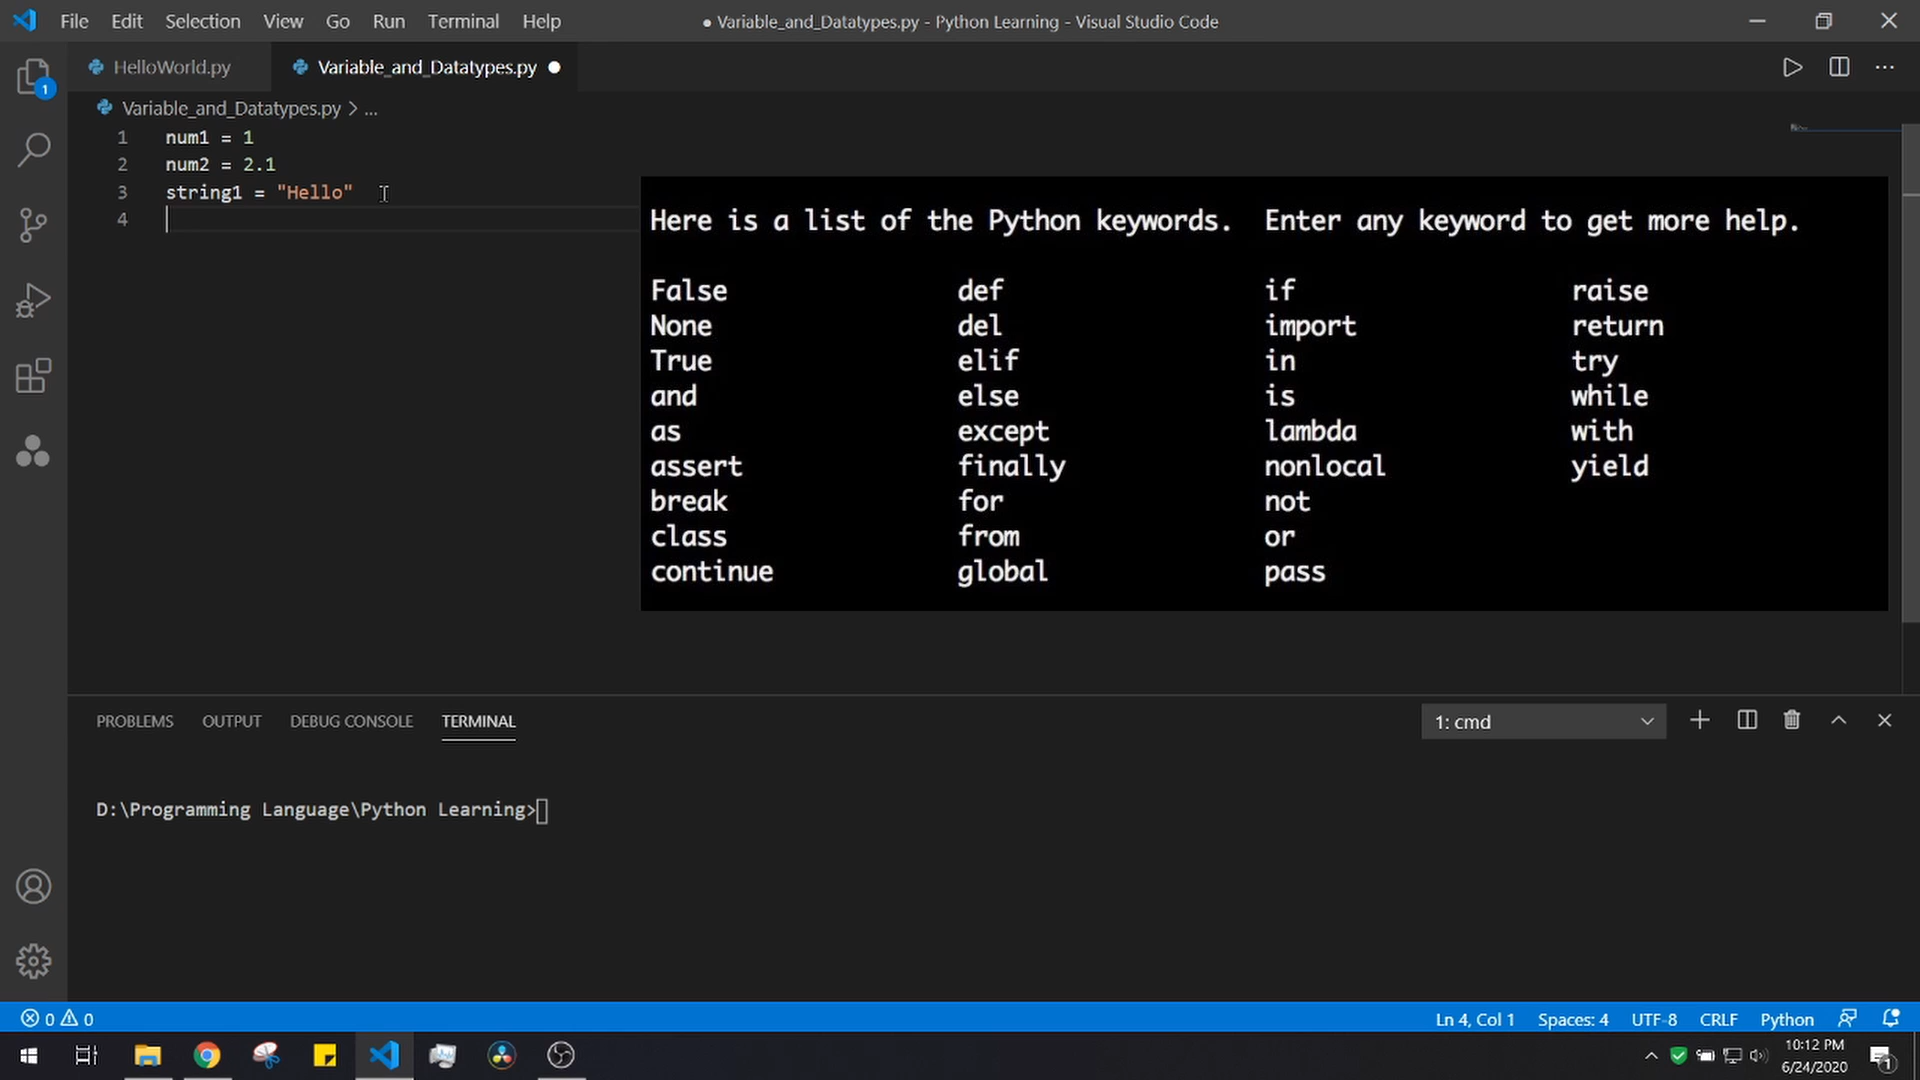 File Edit Selection View Go Run Terminal Help ● Variable_and_Datatypes.py - Python Learning - Visual Studio Code
HelloWorld.py Variable_and_Datatypes.py
1
Variable_and_Datatypes.py > ...
1 num1 = 1
2 num2 = 2.1
3 string1 = "Hello"
4
Here is a list of the Python keywords. Enter any keyword to get more help.
False def if raise
None del import return
True elif in try
and else is while
as except lambda with
assert finally nonlocal yield
break for not
class from or
continue global pass
PROBLEMS OUTPUT DEBUG CONSOLE TERMINAL 1: cmd
D:\Programming Language\Python Learning>
0 0 Ln 4, Col 1 Spaces: 4 UTF-8 CRLF Python
10:12 PM
6/24/2020
1